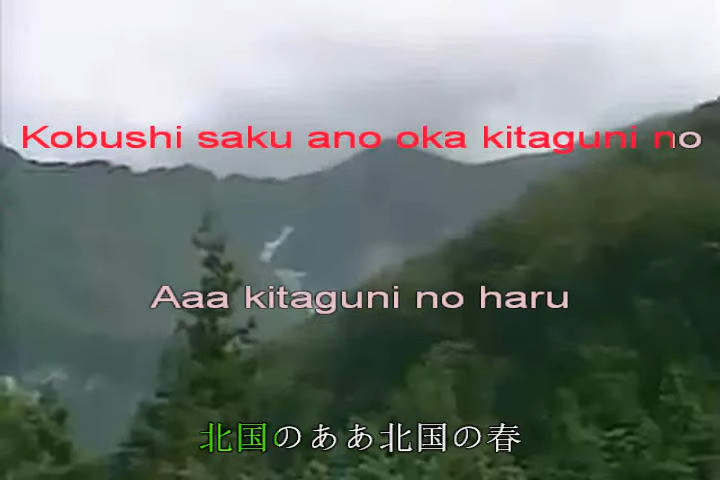 Kobushi saku ano oka kitaguni no
Aaa kitaguni no haru
北国のああ北国の春